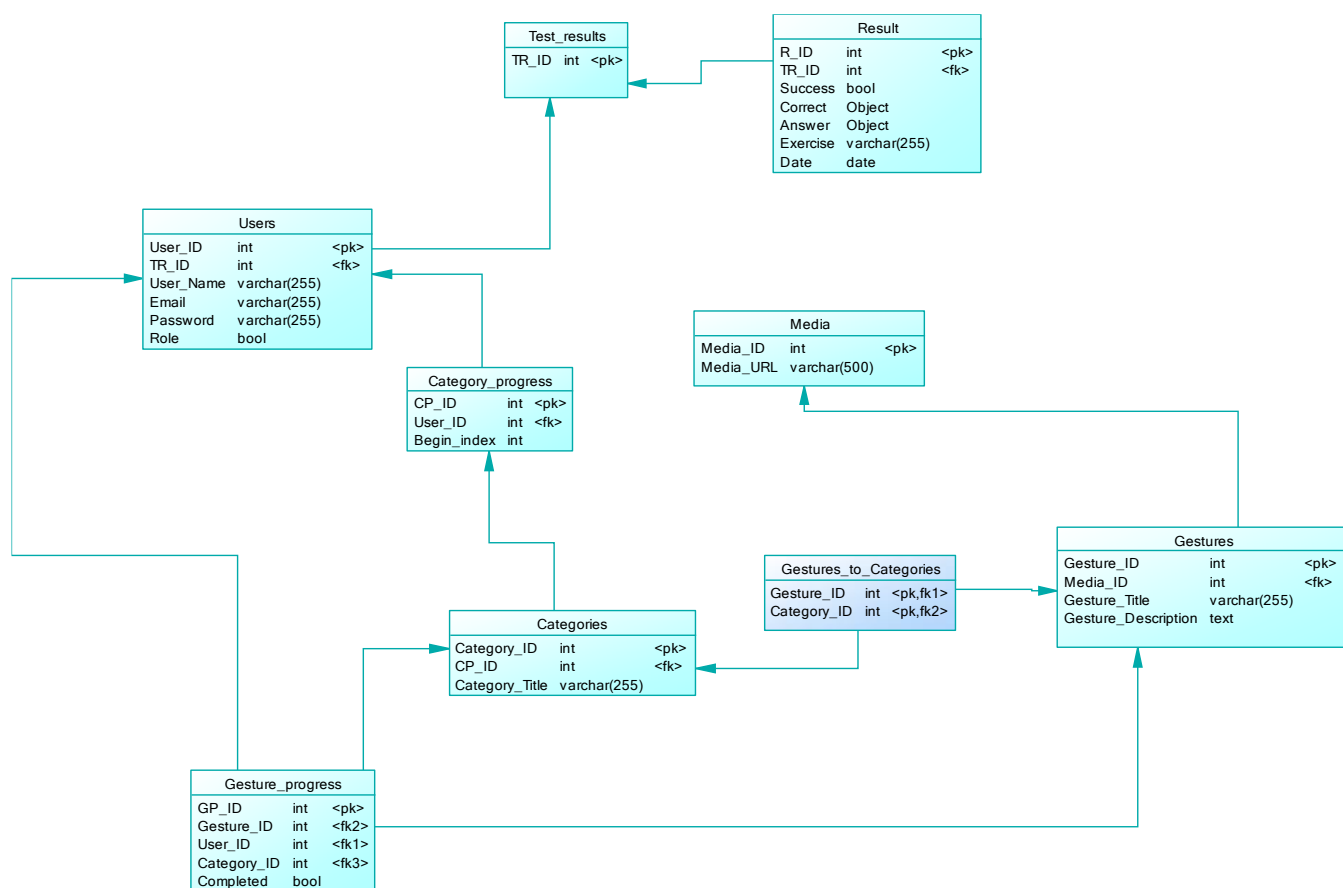 Test_results
TR_ID int <pk>
Result
R_ID int <pk>
TR_ID int <fk>
Success bool
Correct Object
Answer Object
Exercise varchar(255)
Date date
Users
User_ID int <pk>
TR_ID int <fk>
User_Name varchar(255)
Email varchar(255)
Password varchar(255)
Role bool
Media
Media_ID int <pk>
Media_URL varchar(500)
Category_progress
CP_ID int <pk>
User_ID int <fk>
Begin_index int
Gestures
Gesture_ID int <pk>
Media_ID int <fk>
Gesture_Title varchar(255)
Gesture_Description text
Gestures_to_Categories
Gesture_ID int <pk,fk1>
Category_ID int <pk,fk2>
Categories
Category_ID int <pk>
CP_ID int <fk>
Category_Title varchar(255)
Gesture_progress
GP_ID int <pk>
Gesture_ID int <fk2>
User_ID int <fk1>
Category_ID int <fk3>
Completed bool